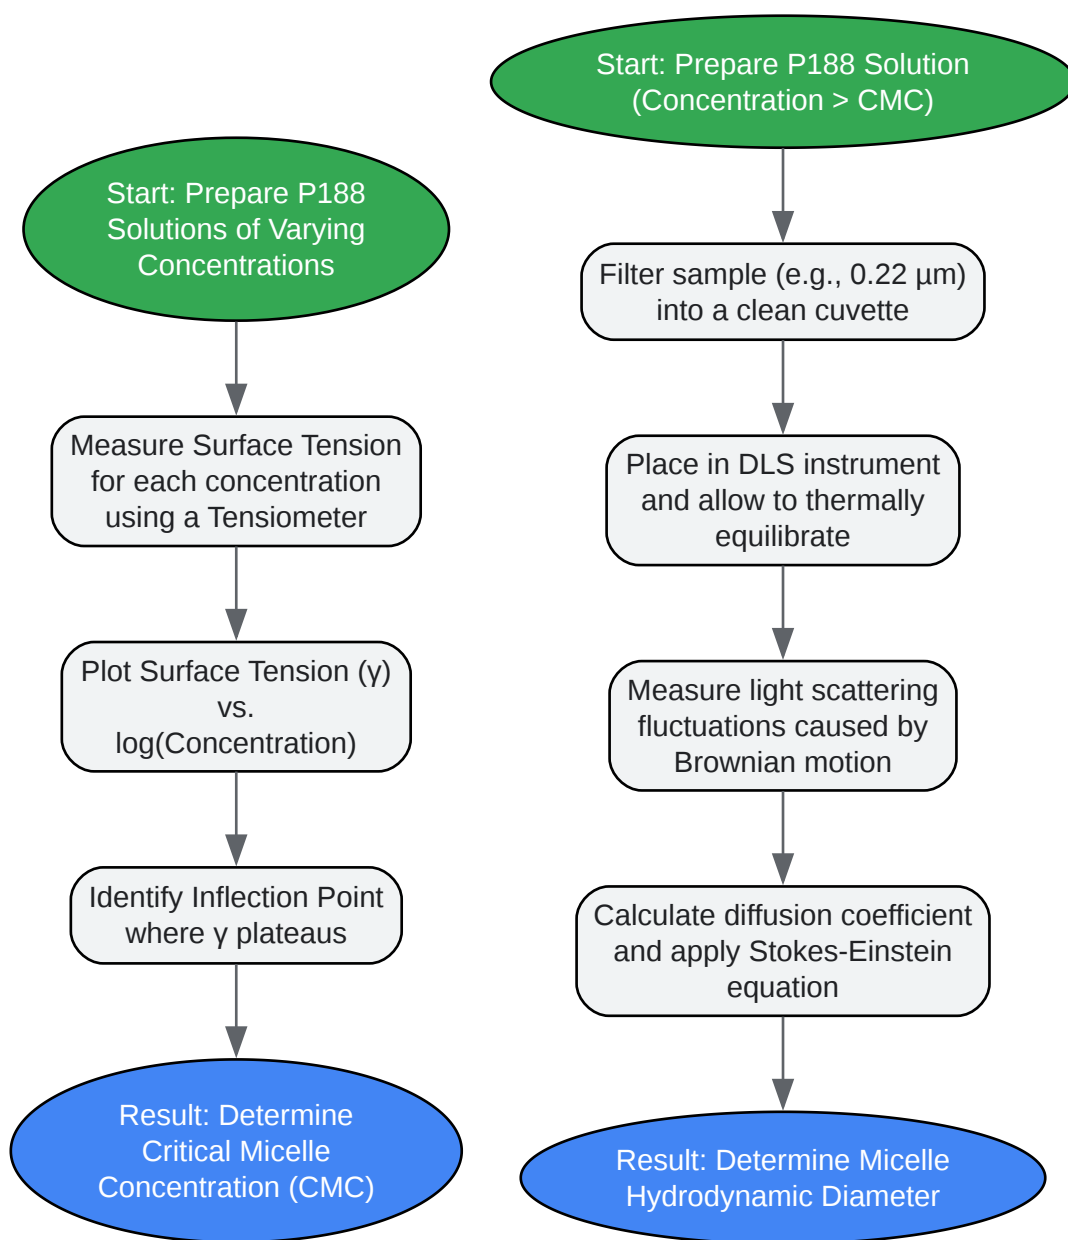 Start: Prepare P188
Solutions of Varying
Concentrations
Measure Surface Tension
for each concentration
using a Tensiometer
Plot Surface Tension (γ)
vs.
log(Concentration)
Identify Inflection Point
where γ plateaus
Result: Determine
Critical Micelle
Concentration (CMC)
Start: Prepare P188 Solution
(Concentration > CMC)
Filter sample (e.g., 0.22 µm)
into a clean cuvette
Place in DLS instrument
and allow to thermally
equilibrate
Measure light scattering
fluctuations caused by
Brownian motion
Calculate diffusion coefficient
and apply Stokes-Einstein
equation
Result: Determine Micelle
Hydrodynamic Diameter